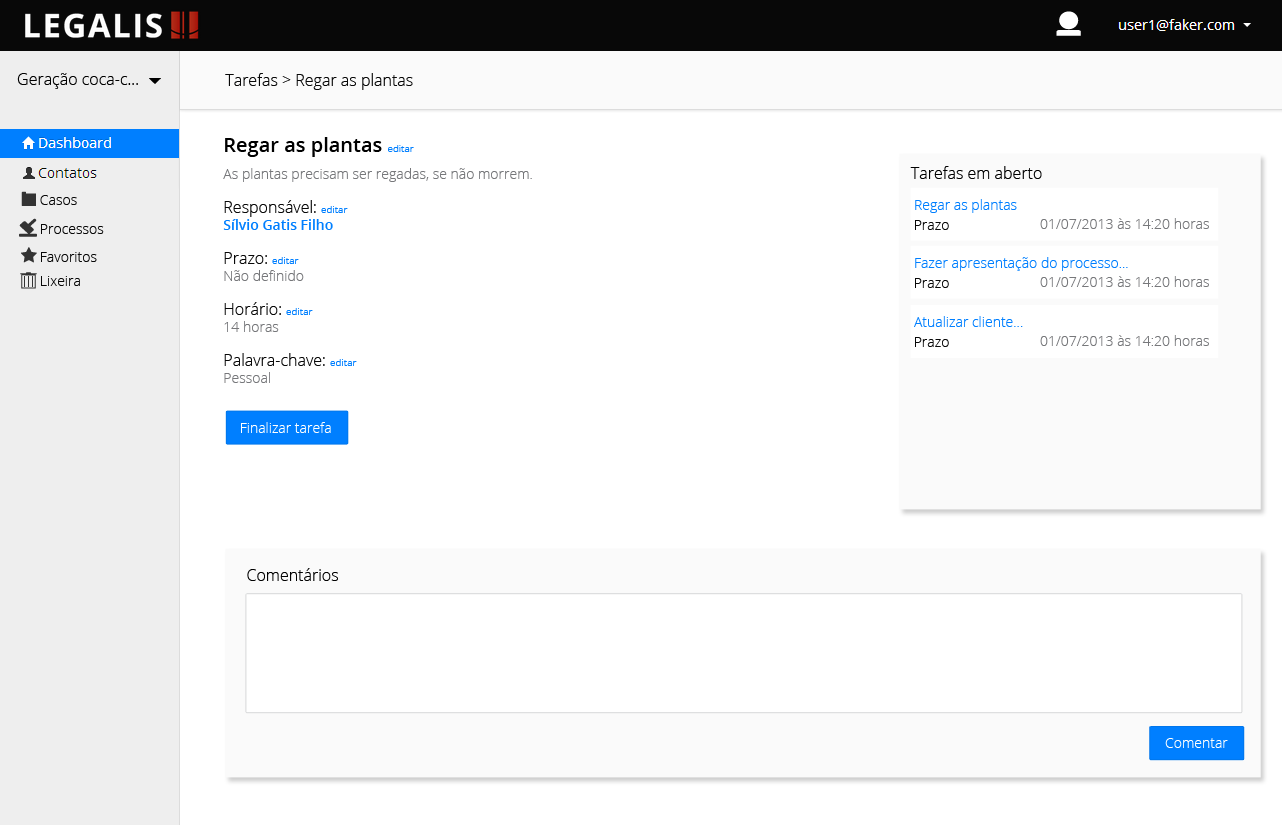 LEGALIS
user1@faker.com
Geração coca-c...
Tarefas > Regar as plantas
Dashboard
Contatos
Casos
Processos
Favoritos
Lixeira
Regar as plantas editar
As plantas precisam ser regadas, se não morrem.
Responsável: editar
Sílvio Gatis Filho
Prazo: editar
Não definido
Horário: editar
14 horas
Palavra-chave: editar
Pessoal
Finalizar tarefa
Tarefas em aberto
Regar as plantas
Prazo 01/07/2013 às 14:20 horas
Fazer apresentação do processo...
Prazo 01/07/2013 às 14:20 horas
Atualizar cliente...
Prazo 01/07/2013 às 14:20 horas
Comentários
Comentar